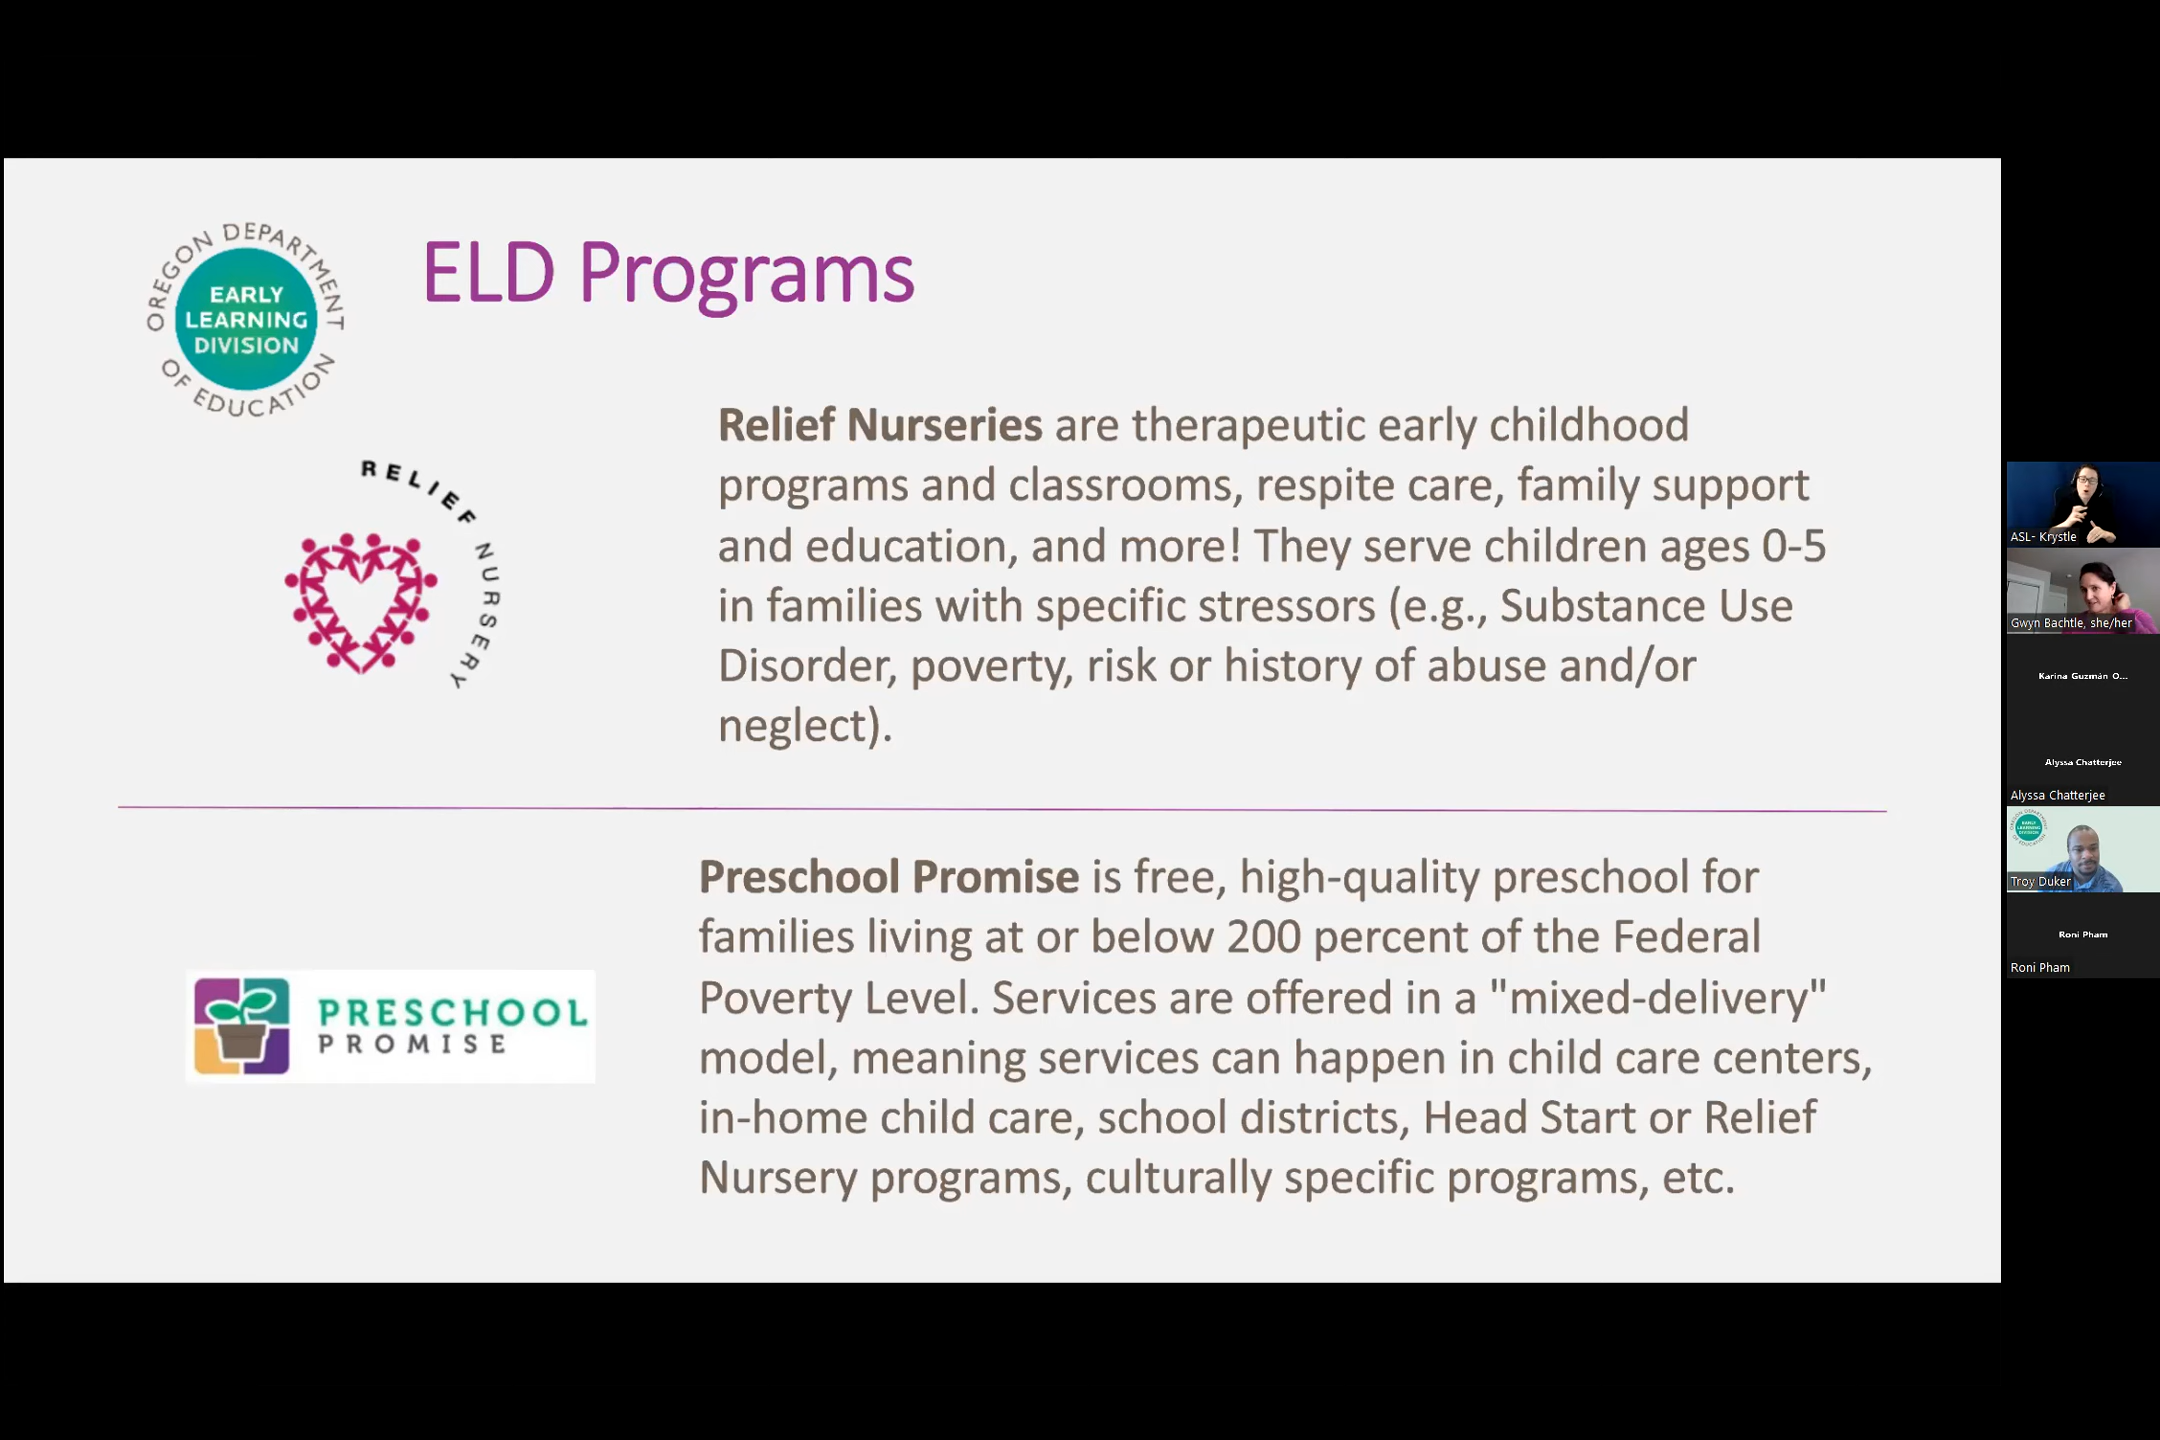 OREGON DEPARTMENT
OF EDUCATION
EARLY
LEARNING
DIVISION
ELD Programs
RELIEF NURSERY
Relief Nurseries are therapeutic early childhood
programs and classrooms, respite care, family support
and education, and more! They serve children ages 0-5
in families with specific stressors (e.g., Substance Use
Disorder, poverty, risk or history of abuse and/or
neglect).
PRESCHOOL
PROMISE
Preschool Promise is free, high-quality preschool for
families living at or below 200 percent of the Federal
Poverty Level. Services are offered in a "mixed-delivery"
model, meaning services can happen in child care centers,
in-home child care, school districts, Head Start or Relief
Nursery programs, culturally specific programs, etc.
ASL- Krystle
Gwyn Bachtle, she/her
Karina Guzmán O...
Alyssa Chatterjee
Alyssa Chatterjee
EARLY
LEARNING
DIVISION
Troy Duker
Roni Pham
Roni Pham